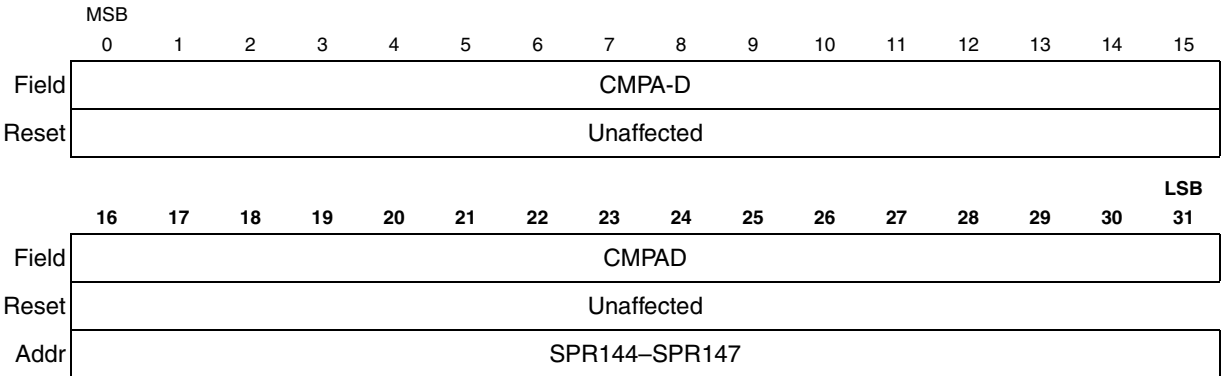 MSB
0 1 2 3 4 5 6 7 8 9 10 11 12 13 14 15
Field CMPA-D
Reset Unaffected
LSB
16 17 18 19 20 21 22 23 24 25 26 27 28 29 30 31
Field CMPAD
Reset Unaffected
Addr SPR144–SPR147